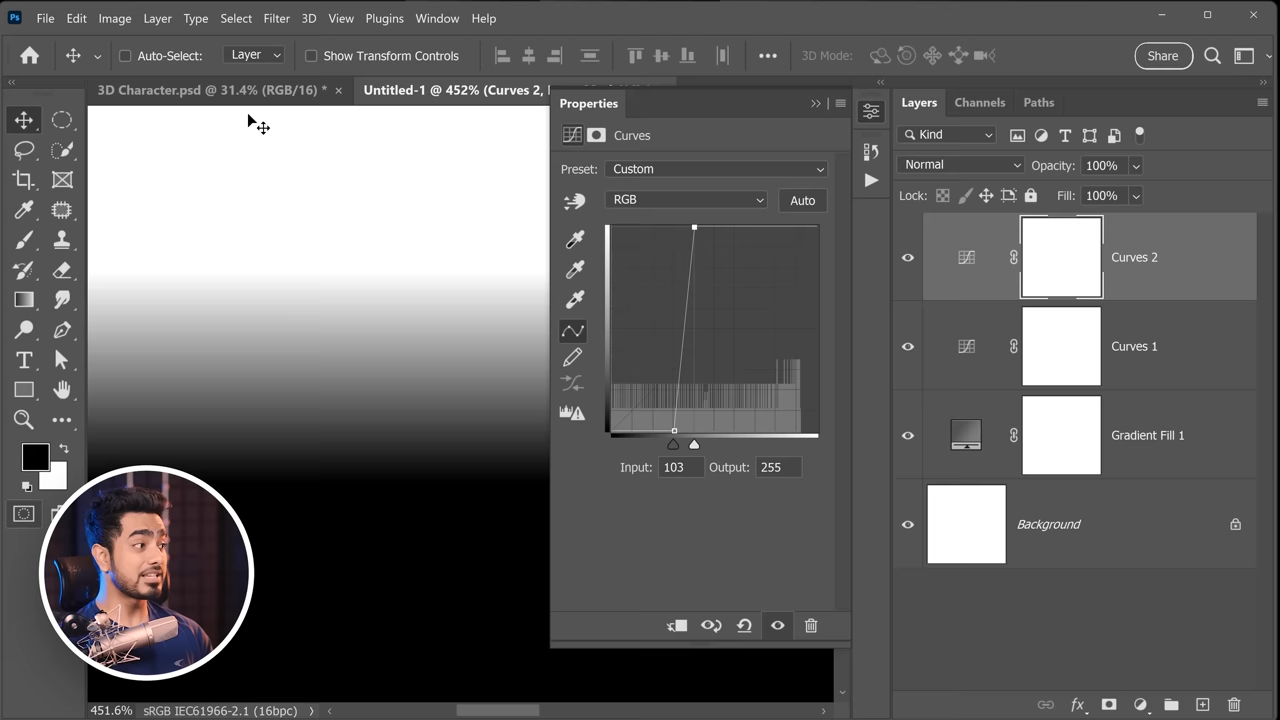 Ps File Edit Image Layer Type Select Filter 3D View Plugins Window Help
Auto-Select: Layer Show Transform Controls 3D Mode: Share
3D Character.psd @ 31.4% (RGB/16) *
Untitled-1 @ 452% (Curves 2,
Properties
Curves
Preset: Custom
RGB Auto
Input: 103 Output: 255
Layers Channels Paths
Kind
Normal Opacity: 100%
Lock: Fill: 100%
Curves 2
Curves 1
Gradient Fill 1
Background
451.6% sRGB IEC61966-2.1 (16bpc)